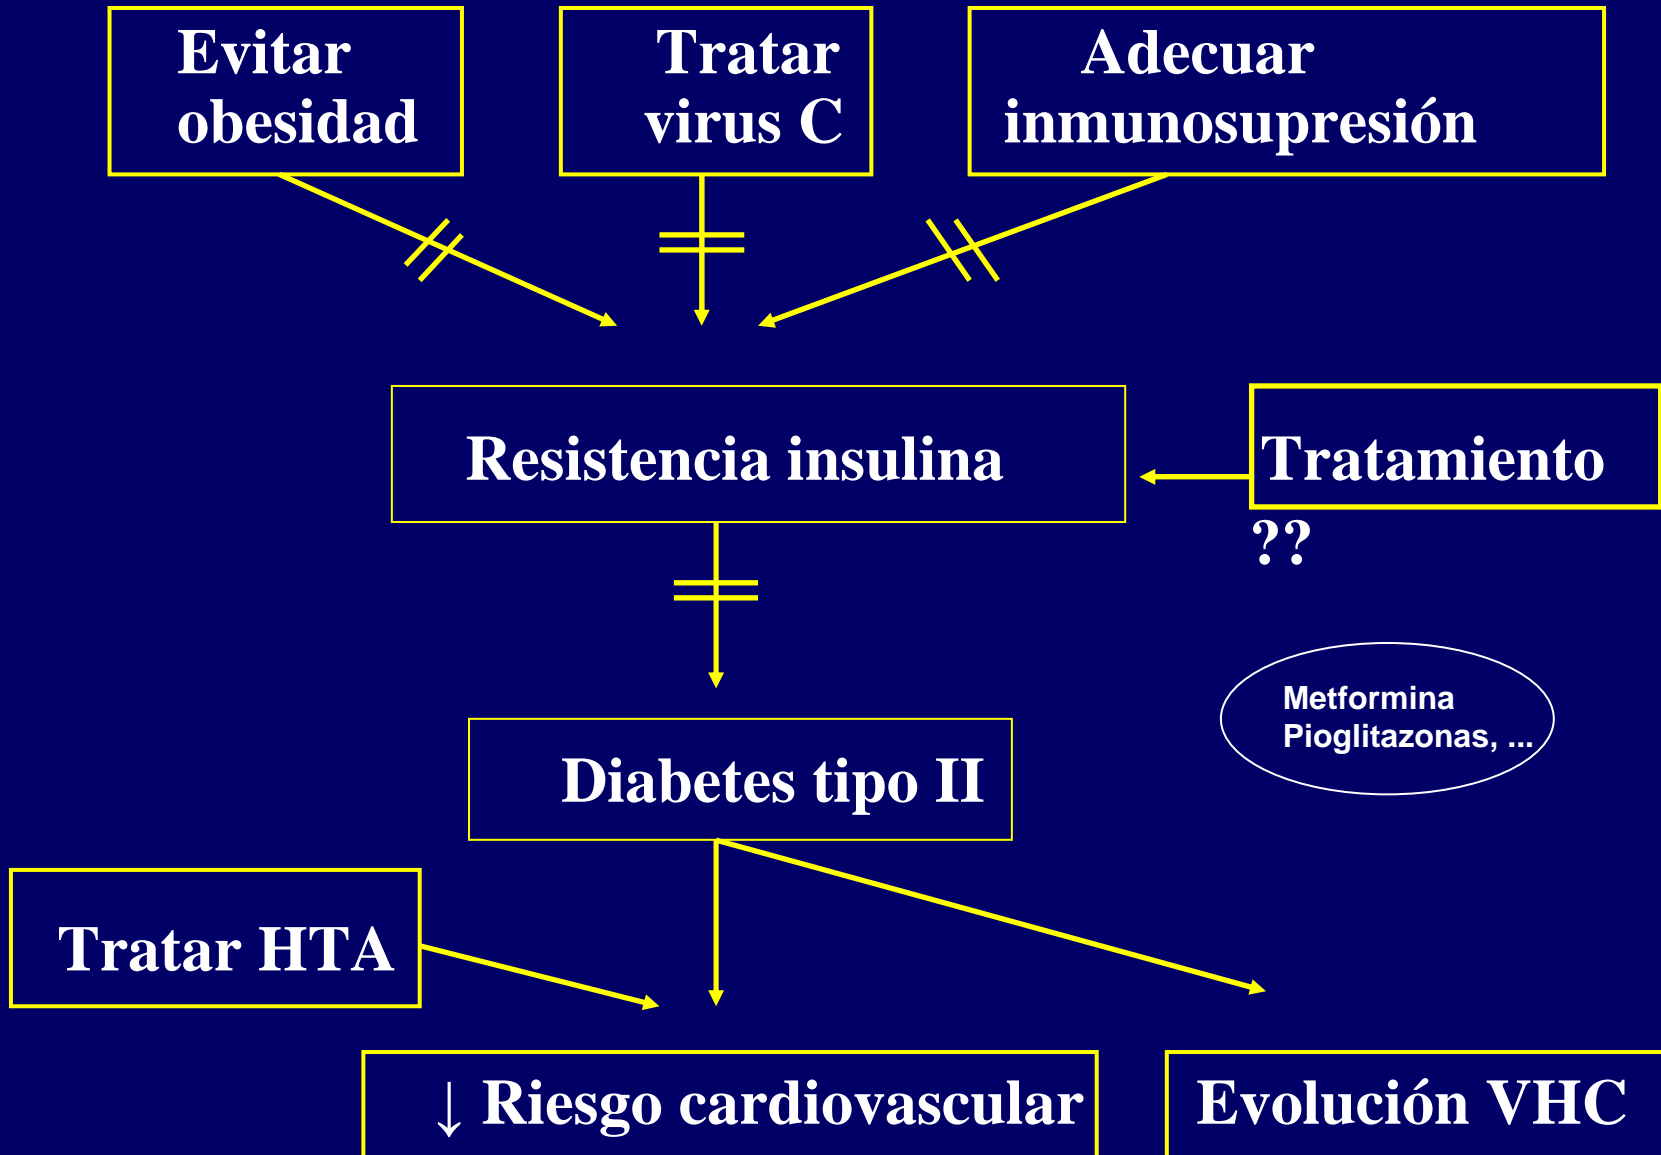 Evitar
obesidad
Tratar
virus C
Adecuar
inmunosupresión
Resistencia insulina
Tratamiento
??
Metformina
Pioglitazonas, ...
Diabetes tipo II
Tratar HTA
↓ Riesgo cardiovascular
Evolución VHC